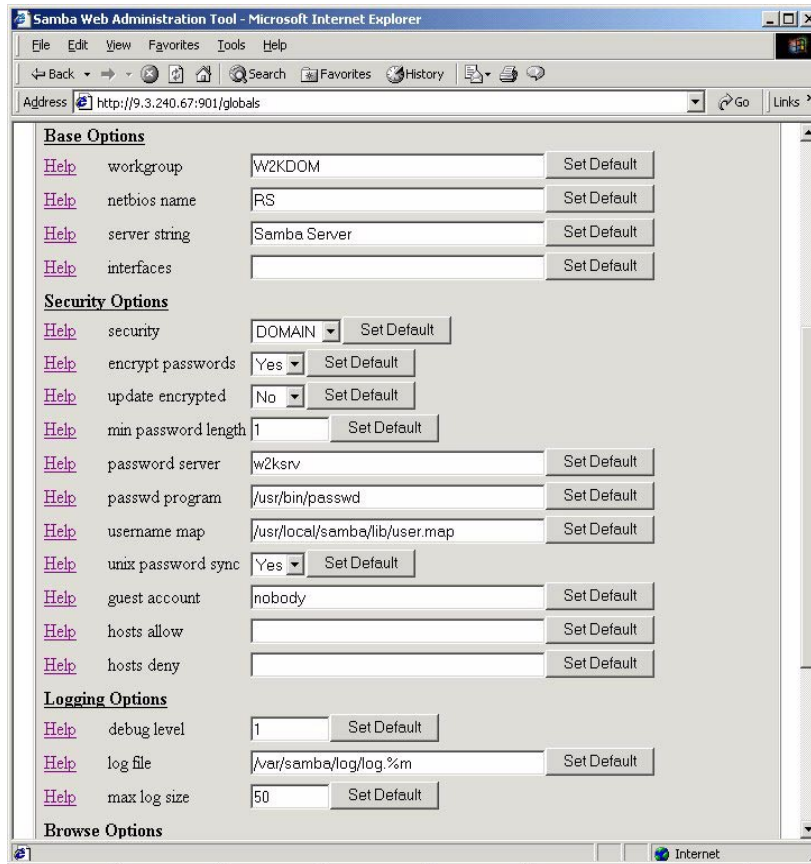 Samba Web Administration Tool - Microsoft Internet Explorer
File Edit View Favorites Tools Help
Back Search Favorites History
Address http://9.3.240.67:901/globals Go Links
Base Options
Help workgroup W2KDOM Set Default
Help netbios name RS Set Default
Help server string Samba Server Set Default
Help interfaces Set Default
Security Options
Help security DOMAIN Set Default
Help encrypt passwords Yes Set Default
Help update encrypted No Set Default
Help min password length 1 Set Default
Help password server w2ksrv Set Default
Help passwd program /usr/bin/passwd Set Default
Help username map /usr/local/samba/lib/user.map Set Default
Help unix password sync Yes Set Default
Help guest account nobody Set Default
Help hosts allow Set Default
Help hosts deny Set Default
Logging Options
Help debug level 1 Set Default
Help log file /var/samba/log/log.%m Set Default
Help max log size 50 Set Default
Browse Options
Internet